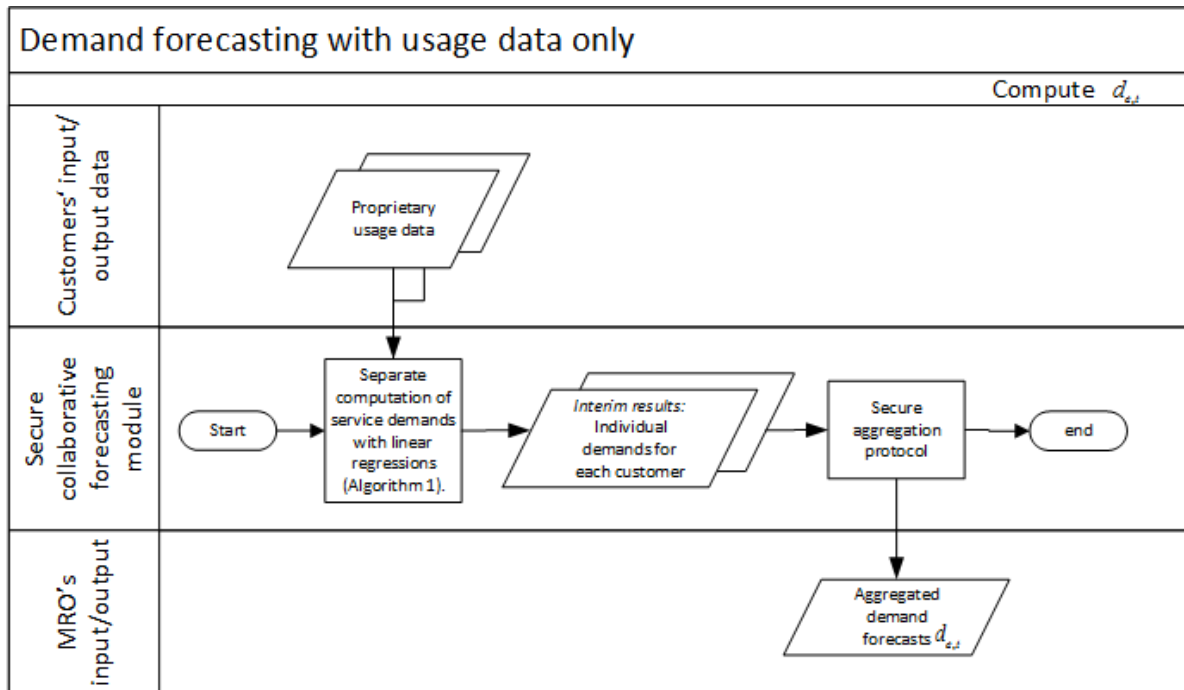 Demand forecasting with usage data only
Compute d_{e,t}
Customers' input/
output data
Proprietary
usage data
Secure
collaborative
forecasting
module
Start
Separate
computation of
service demands
with linear
regressions
(Algorithm 1).
Interim results:
Individual
demands for
each customer
Secure
aggregation
protocol
end
MRO's
input/output
Aggregated
demand
forecasts d_{e,t}